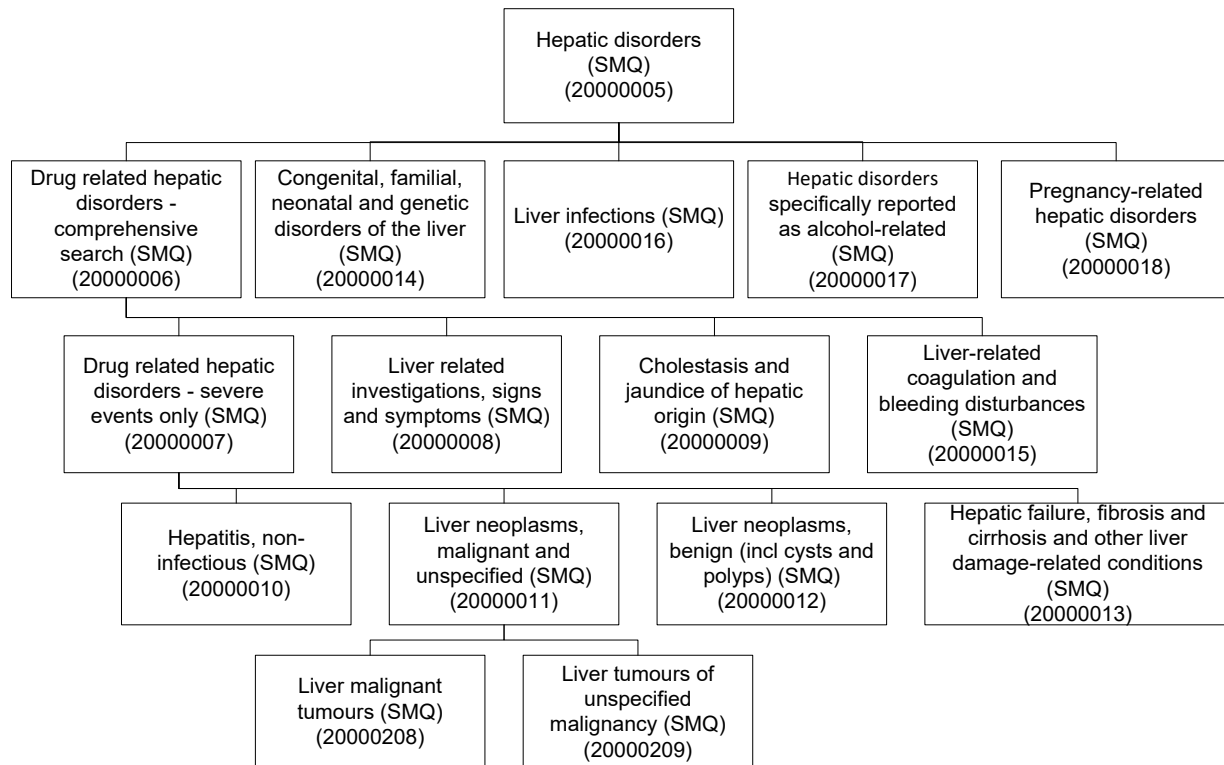 Hepatic disorders
(SMQ)
(20000005)
Drug related hepatic
disorders -
comprehensive
search (SMQ)
(20000006)
Congenital, familial,
neonatal and genetic
disorders of the liver
(SMQ)
(20000014)
Liver infections (SMQ)
(20000016)
Hepatic disorders
specifically reported
as alcohol-related
(SMQ)
(20000017)
Pregnancy-related
hepatic disorders
(SMQ)
(20000018)
Drug related hepatic
disorders - severe
events only (SMQ)
(20000007)
Liver related
investigations, signs
and symptoms (SMQ)
(20000008)
Cholestasis and
jaundice of hepatic
origin (SMQ)
(20000009)
Liver-related
coagulation and
bleeding disturbances
(SMQ)
(20000015)
Hepatitis, non-
infectious (SMQ)
(20000010)
Liver neoplasms,
malignant and
unspecified (SMQ)
(20000011)
Liver neoplasms,
benign (incl cysts and
polyps) (SMQ)
(20000012)
Hepatic failure, fibrosis and
cirrhosis and other liver
damage-related conditions
(SMQ)
(20000013)
Liver malignant
tumours (SMQ)
(20000208)
Liver tumours of
unspecified
malignancy (SMQ)
(20000209)